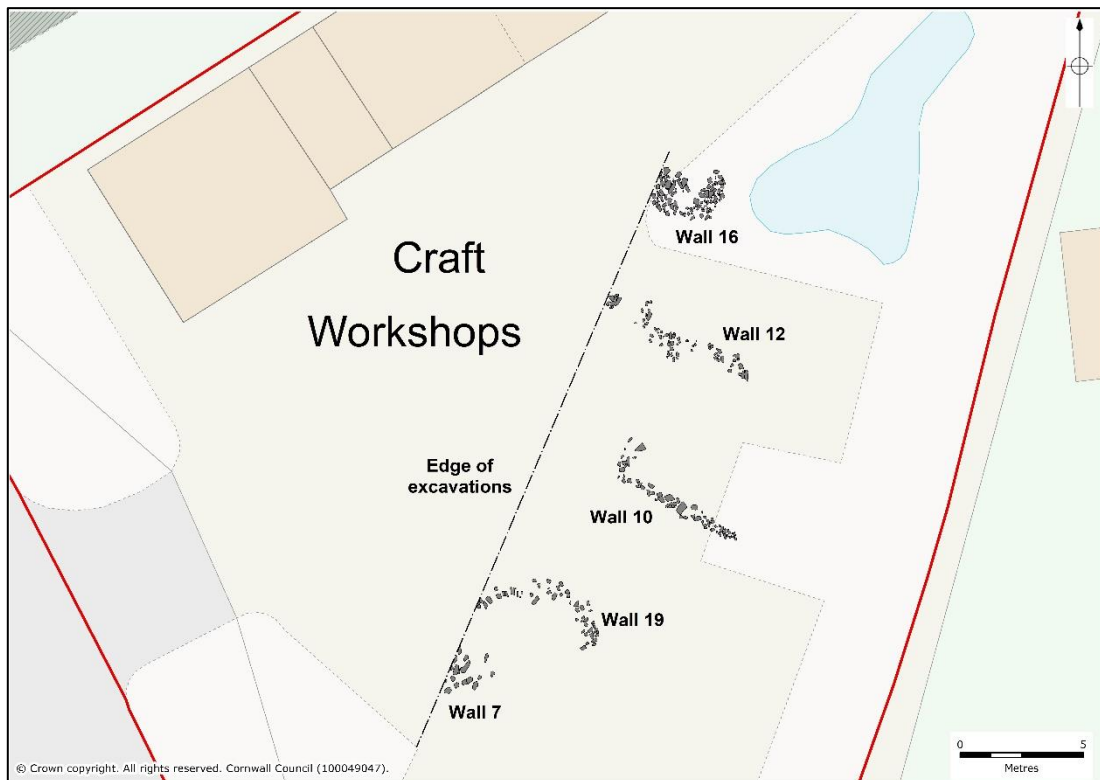 Wall 16
Craft
Workshops
Wall 12
Edge of
excavations
Wall 10
Wall 19
Wall 7
0 5
Metres
© Crown copyright. All rights reserved. Cornwall Council (100049047).